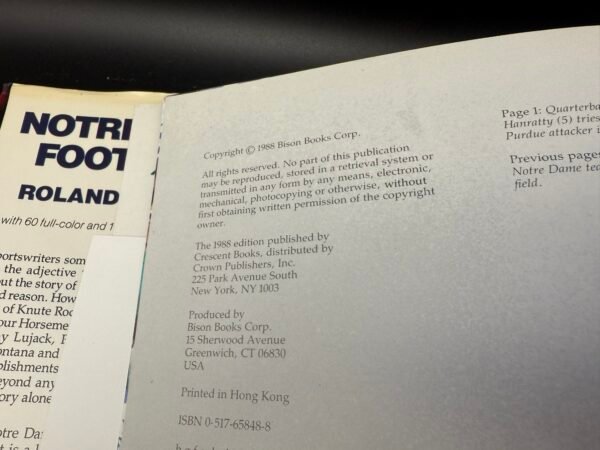 NOTR
FOOT
ROLAND
with 60 full-color and 1
ortswriters som
the adjective
out the story of
d reason. How
of Knute Roc
our Horseme
y Lujack, F
ontana and
plishments
eyond any
ory alone
otre Da
Copyright © 1988 Bison Books Corp.
All rights reserved. No part of this publication
may be reproduced, stored in a retrieval system or
transmitted in any form by any means, electronic,
mechanical, photocopying or otherwise, without
first obtaining written permission of the copyright
owner.
The 1988 edition published by
Crescent Books, distributed by
Crown Publishers, Inc.
225 Park Avenue South
New York, NY 1003
Produced by
Bison Books Corp.
15 Sherwood Avenue
Greenwich, CT 06830
USA
Printed in Hong Kong
ISBN 0-517-65848-8
Page 1: Quarterba
Hanratty (5) tries
Purdue attacker i
Previous pages
Notre Dame tea
field.